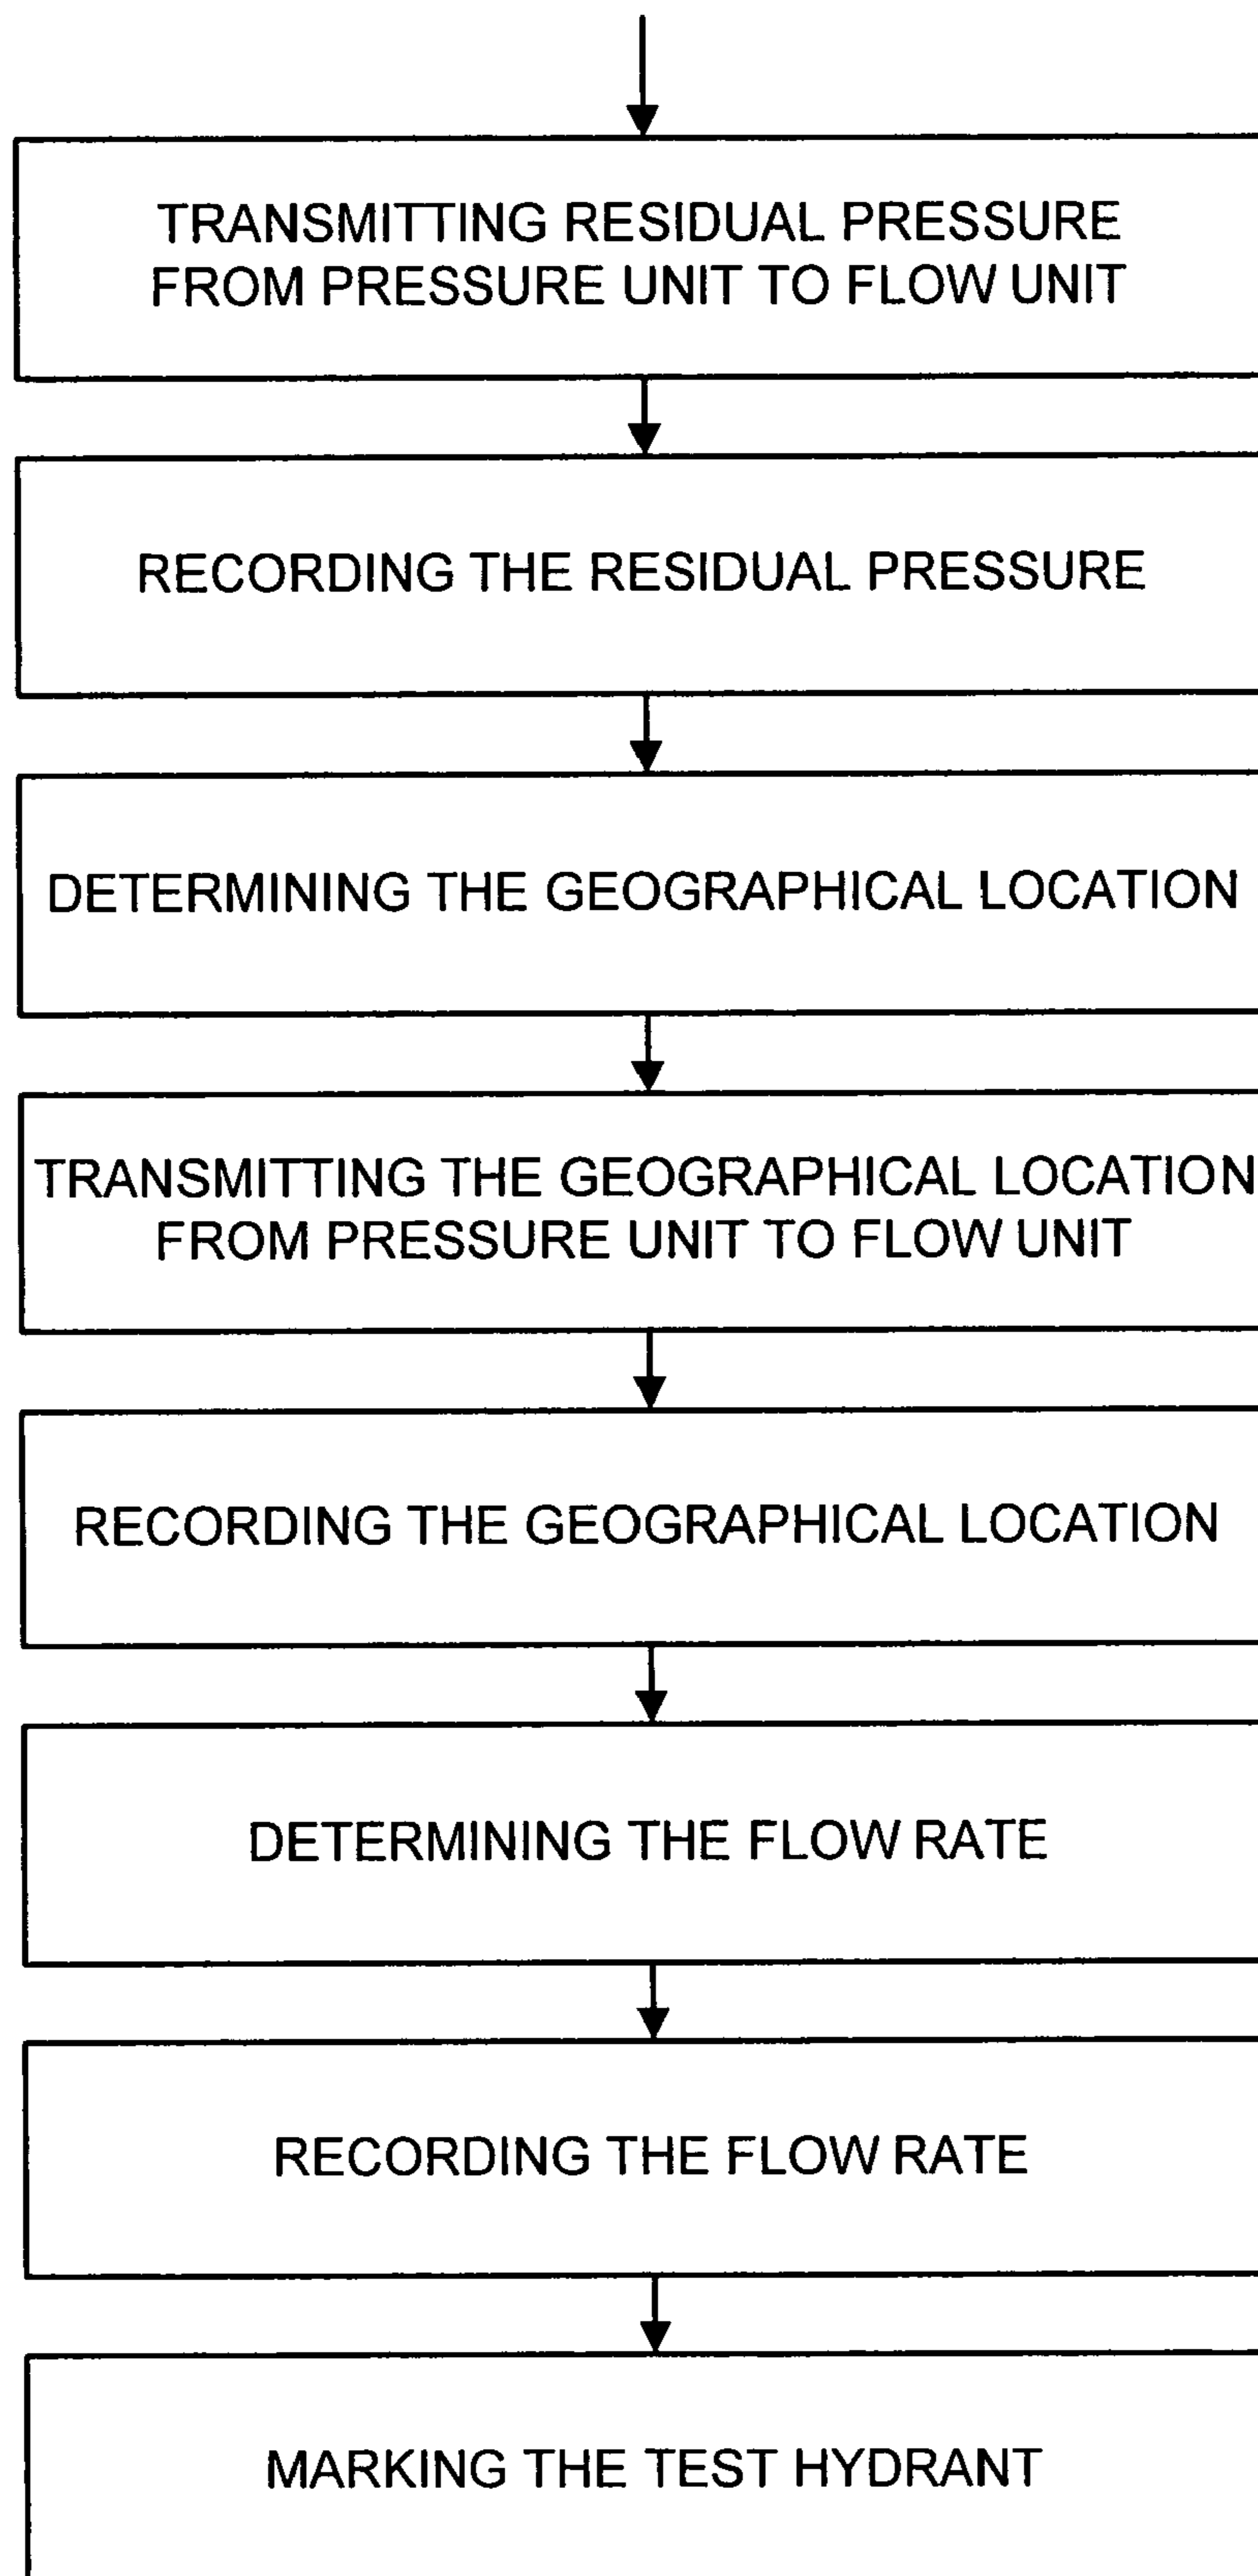 TRANSMITTING RESIDUAL PRESSURE
FROM PRESSURE UNIT TO FLOW UNIT
RECORDING THE RESIDUAL PRESSURE
DETERMINING THE GEOGRAPHICAL LOCATION
TRANSMITTING THE GEOGRAPHICAL LOCATION
FROM PRESSURE UNIT TO FLOW UNIT
RECORDING THE GEOGRAPHICAL LOCATION
DETERMINING THE FLOW RATE
RECORDING THE FLOW RATE
MARKING THE TEST HYDRANT